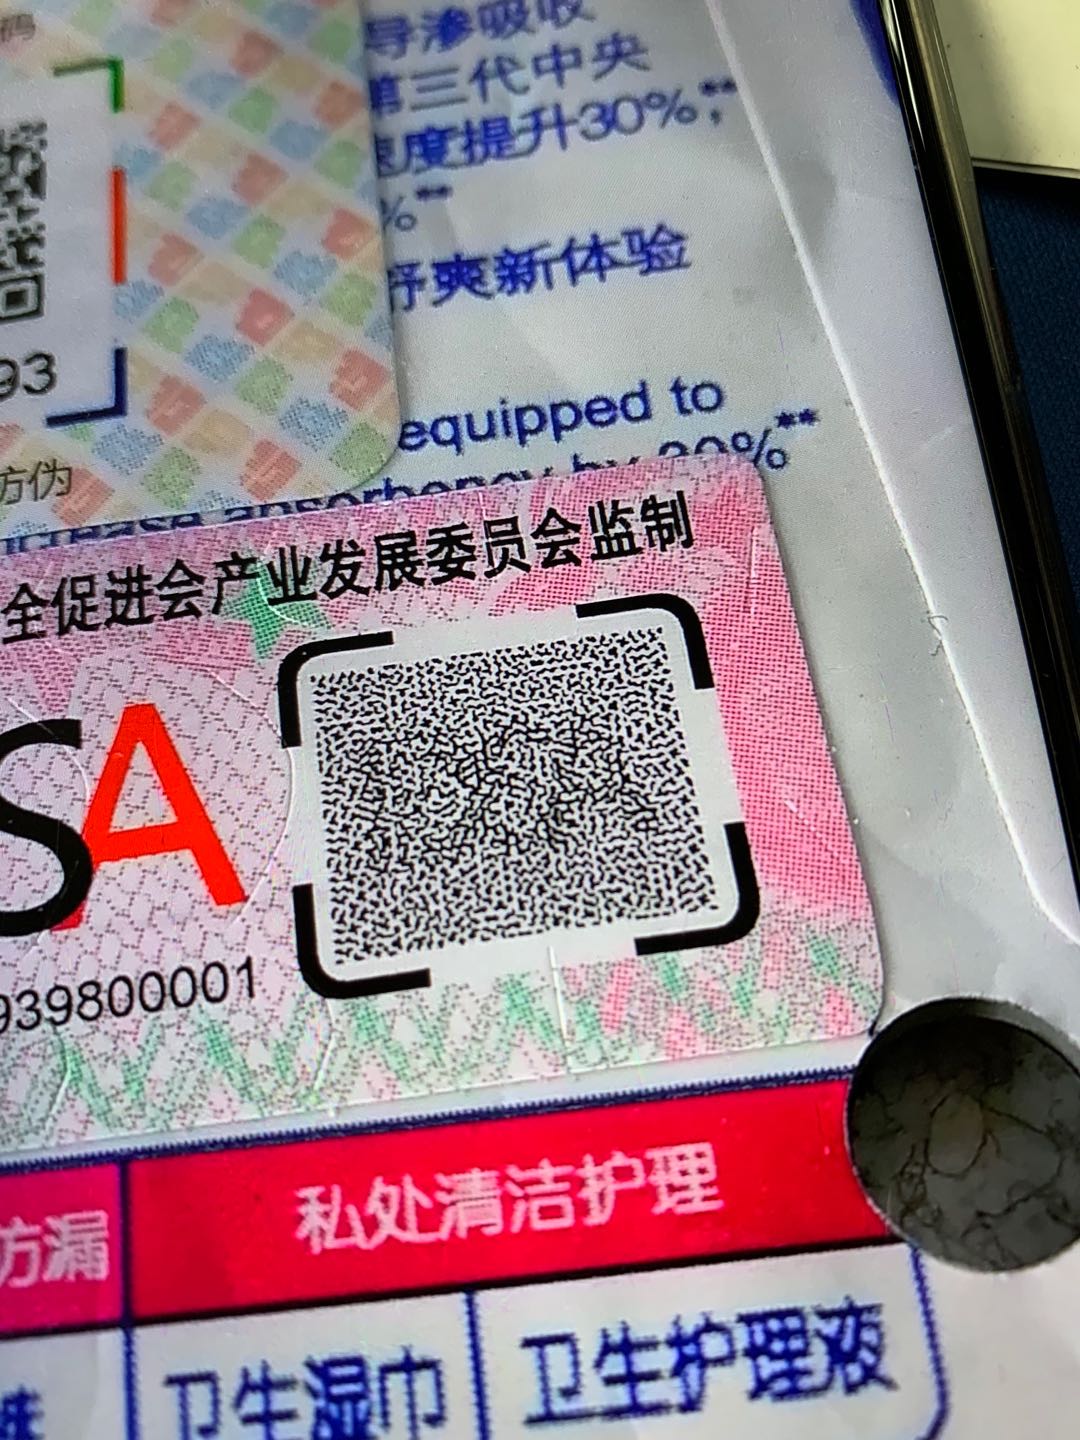 码
导渗吸收
第三代中央
速度提升30%,**
%**
舒爽新体验
93
equipped to
防伪
increase absorbency by 30%**
全促进会产业发展委员会监制
SA
939800001
防漏
私处清洁护理
卫生湿巾
卫生护理液